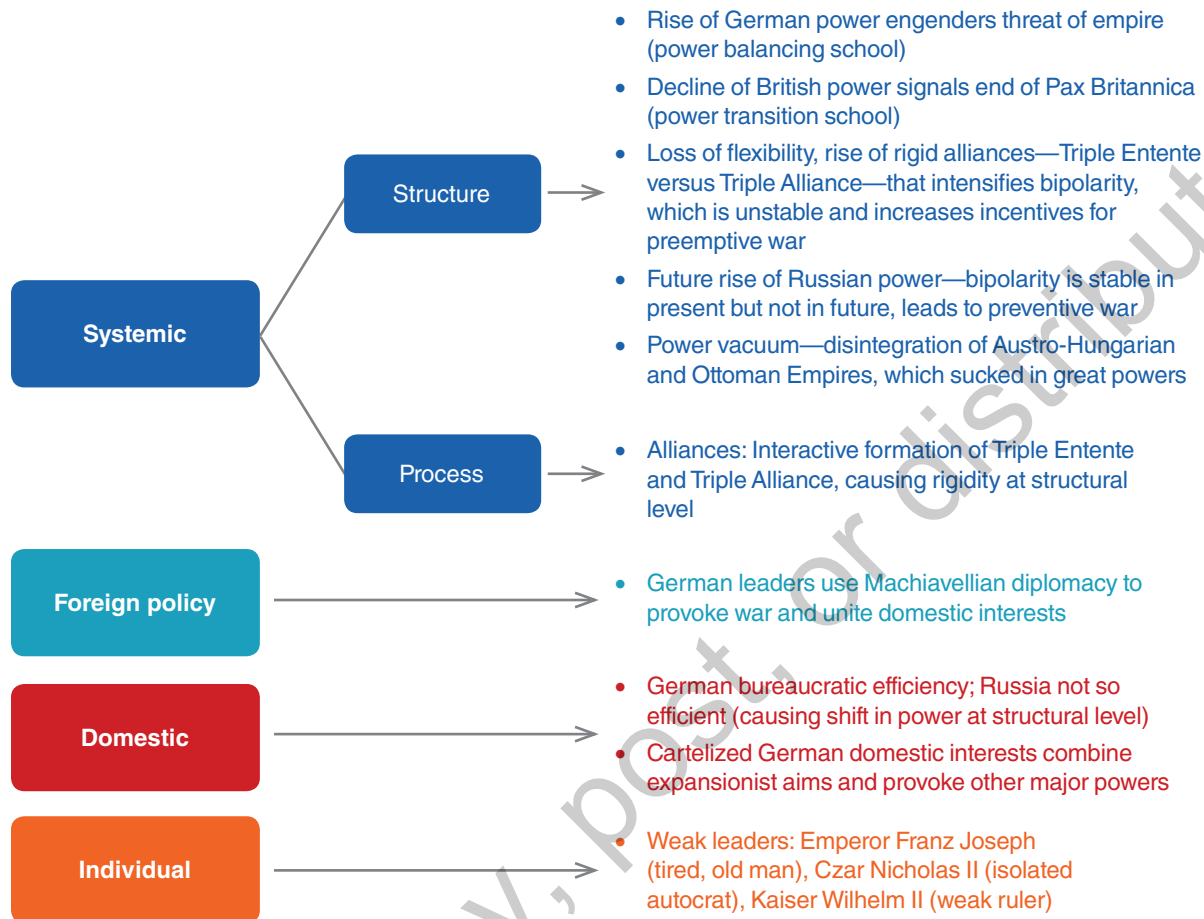 • Rise of German power engenders threat of empire
(power balancing school)
• Decline of British power signals end of Pax Britannica
(power transition school)
• Loss of flexibility, rise of rigid alliances—Triple Entente
versus Triple Alliance—that intensifies bipolarity,
which is unstable and increases incentives for
preemptive war
• Future rise of Russian power—bipolarity is stable in
present but not in future, leads to preventive war
• Power vacuum—disintegration of Austro-Hungarian
and Ottoman Empires, which sucked in great powers
Structure
Systemic
Process
• Alliances: Interactive formation of Triple Entente
and Triple Alliance, causing rigidity at structural
level
Foreign policy
• German leaders use Machiavellian diplomacy to
provoke war and unite domestic interests
Domestic
• German bureaucratic efficiency; Russia not so
efficient (causing shift in power at structural level)
• Cartelized German domestic interests combine
expansionist aims and provoke other major powers
Individual
• Weak leaders: Emperor Franz Joseph
(tired, old man), Czar Nicholas II (isolated
autocrat), Kaiser Wilhelm II (weak ruler)
post, or distribut